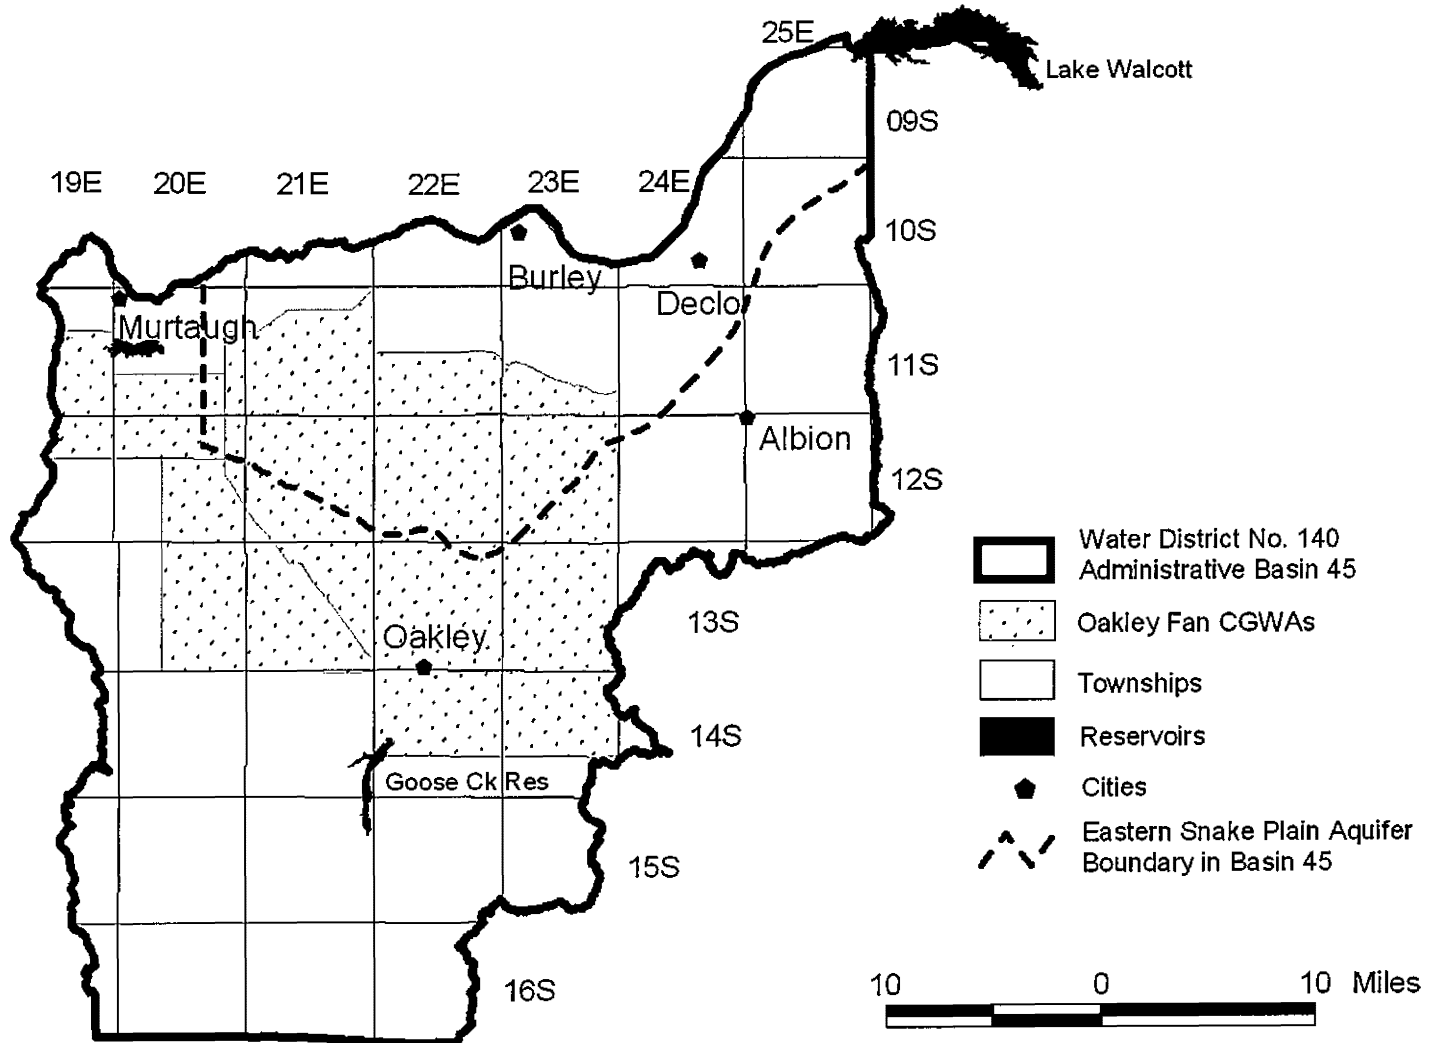 25E
Lake Walcott
09S
19E 20E 21E 22E 23E 24E
10S
Burley
Declo
Murtaugh
11S
Albion
12S
Water District No. 140
Administrative Basin 45
Oakley Fan CGWAs
13S
Oakley
Townships
14S
Reservoirs
Goose Ck Res
Cities
Eastern Snake Plain Aquifer
Boundary in Basin 45
15S
16S
10 0 10 Miles